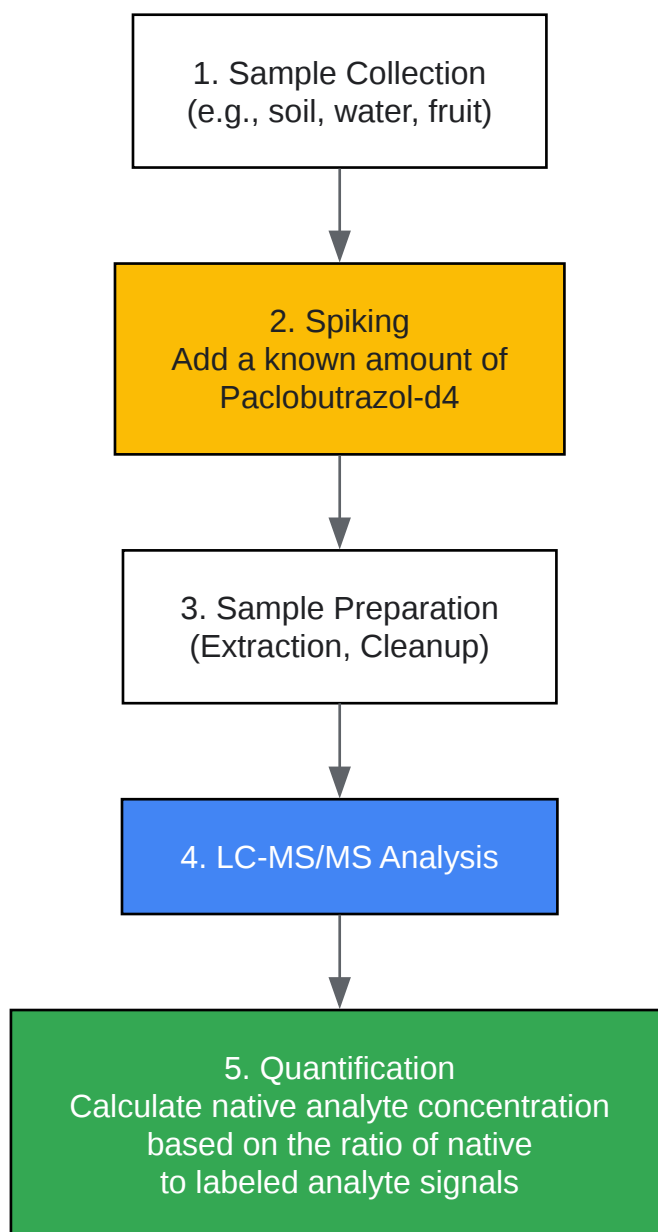 1. Sample Collection
(e.g., soil, water, fruit)
2. Spiking
Add a known amount of
Paclobutrazol-d4
3. Sample Preparation
(Extraction, Cleanup)
4. LC-MS/MS Analysis
5. Quantification
Calculate native analyte concentration
based on the ratio of native
to labeled analyte signals